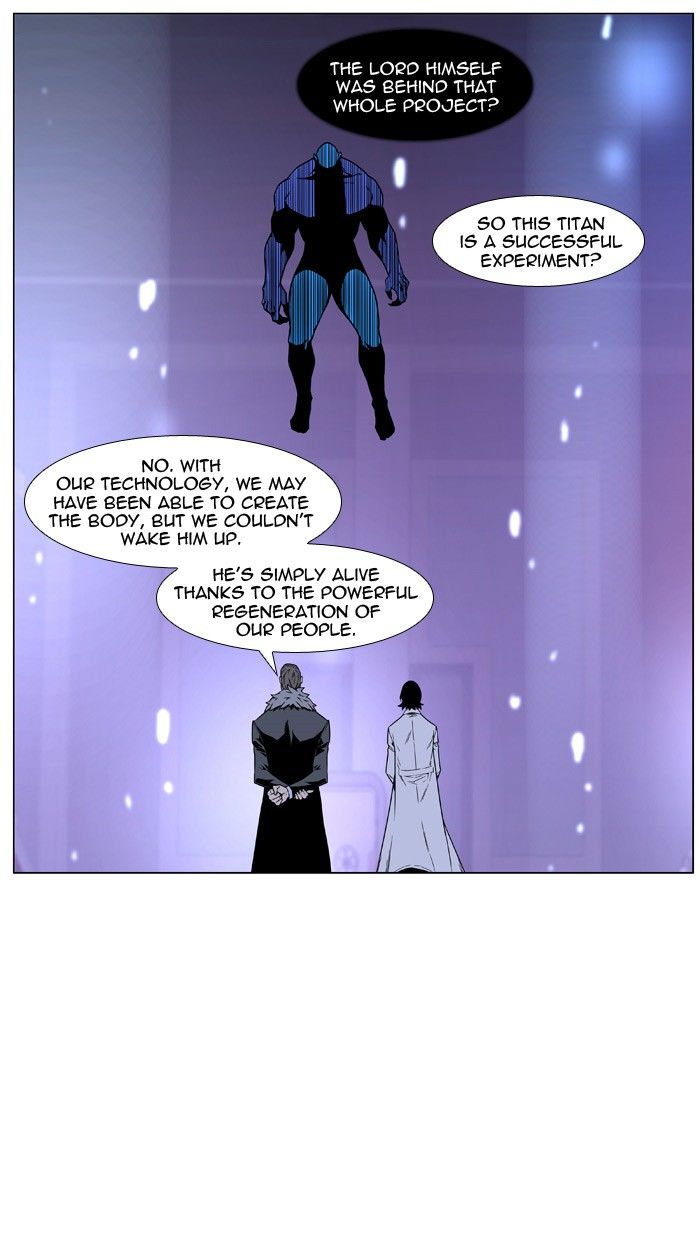 THE LORD HIMSELF
WAS BEHIND THAT
WHOLE PROJECT?
SO THIS TITAN
IS A SUCCESSFUL
EXPERIMENT?
NO. WITH
OUR TECHNOLOGY, WE MAY
HAVE BEEN ABLE TO CREATE
THE BODY, BUT WE COULDN'T
WAKE HIM UP.
HE'S SIMPLY ALIVE
THANKS TO THE POWERFUL
REGENERATION OF
OUR PEOPLE.